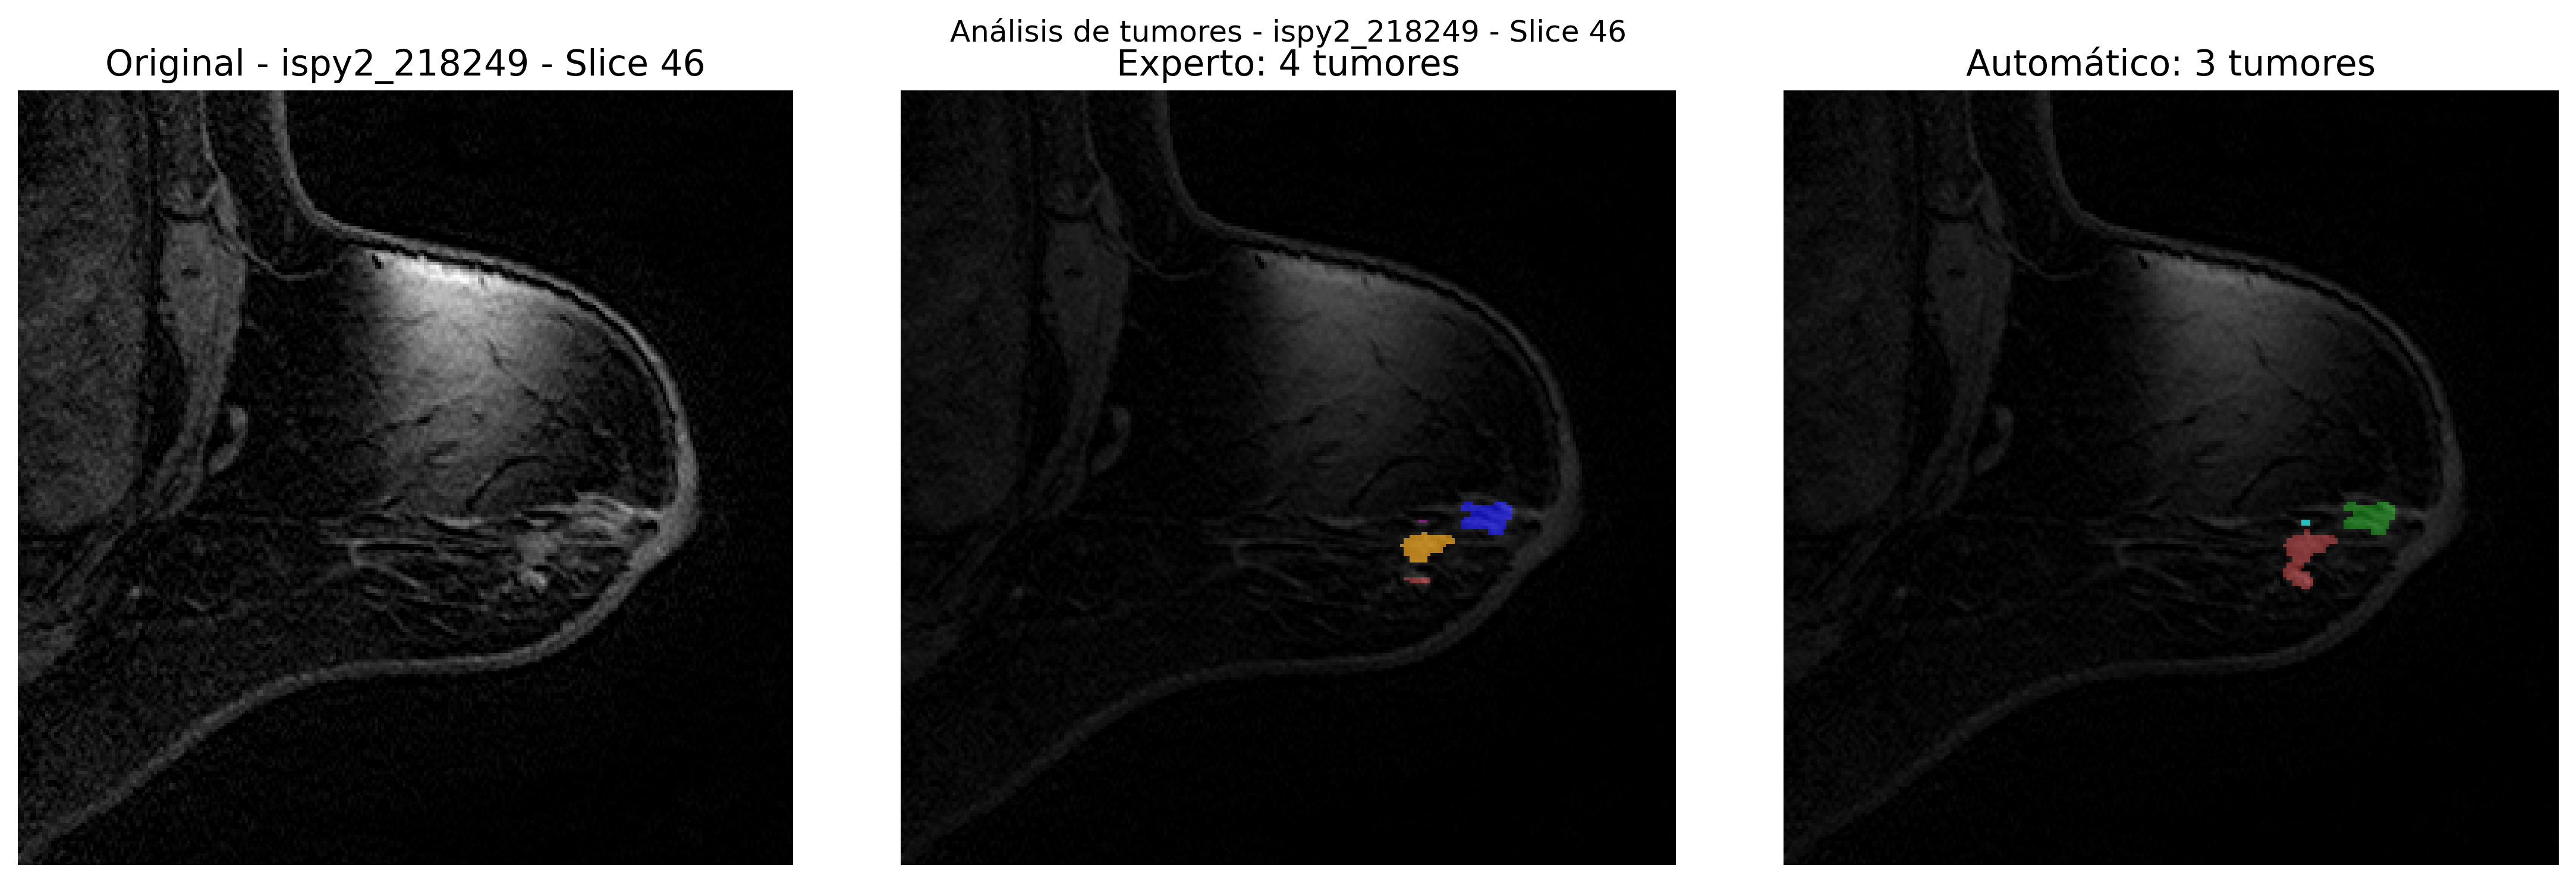 Análisis de tumores - ispy2_218249 - Slice 46
Original - ispy2_218249 - Slice 46
Experto: 4 tumores
Automático: 3 tumores